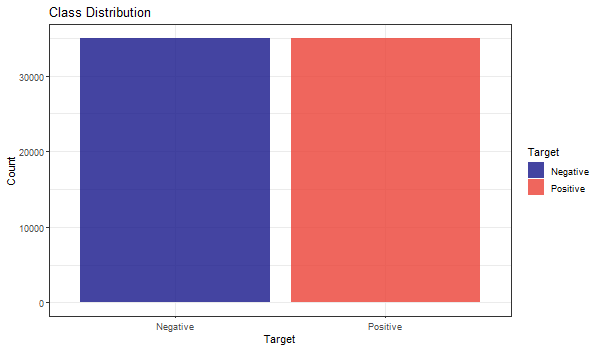 Class Distribution
Count
30000
20000
10000
0
Negative
Positive
Target
Target
Negative
Positive